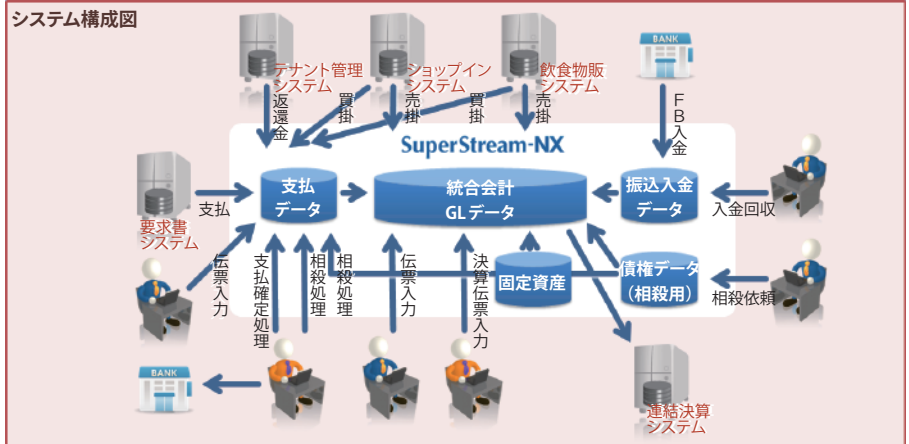 システム構成図
テナント管理
システム
ショップイン
システム
飲食物販
システム
BANK
返還金
買掛
売掛
買掛
売掛
FB入金
SuperStream-NX
要求書
システム
支払
支払
データ
統合会計
GLデータ
振込入金
データ
入金回収
伝票入力
支払確定処理
相殺処理
相殺処理
伝票入力
決算伝票入力
固定資産
債権データ
（相殺用）
相殺依頼
BANK
連結決算
システム